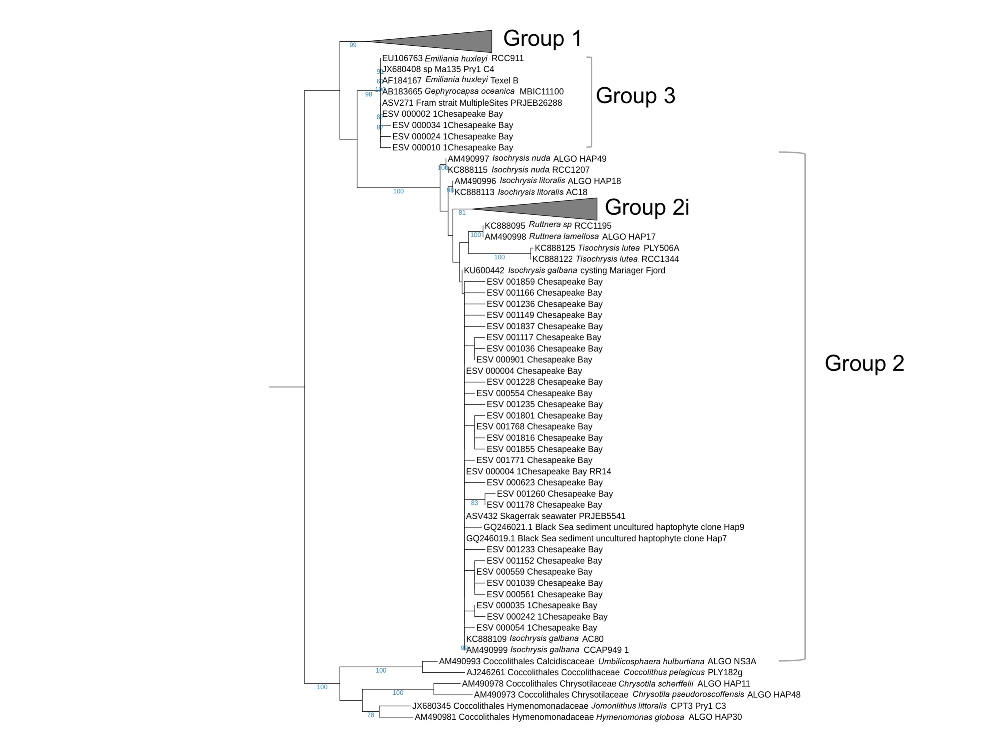 Group 1
99
EU106763 Emiliania huxleyi RCC911
JX680408 sp Ma135 Pry1 C4
91
AF184167 Emiliania huxleyi Texel B
61
AB183665 Gephyrocapsa oceanica MBIC11100
100
98
Group 3
ASV271 Fram strait MultipleSites PRJEB26288
ESV 000002 1Chesapeake Bay
87
ESV 000034 1Chesapeake Bay
87
ESV 000024 1Chesapeake Bay
ESV 000010 1Chesapeake Bay
AM490997 Isochrysis nuda ALGO HAP49
100
KC888115 Isochrysis nuda RCC1207
AM490996 Isochrysis litoralis ALGO HAP18
98
KC888113 Isochrysis litoralis AC18
100
Group 2i
81
KC888095 Ruttnera sp RCC1195
100
AM490998 Ruttnera lamellosa ALGO HAP17
KC888125 Tisochrysis lutea PLY506A
100
KC888122 Tisochrysis lutea RCC1344
KU600442 Isochrysis galbana cysting Mariager Fjord
ESV 001859 Chesapeake Bay
ESV 001166 Chesapeake Bay
ESV 001236 Chesapeake Bay
ESV 001149 Chesapeake Bay
ESV 001837 Chesapeake Bay
ESV 001117 Chesapeake Bay
ESV 001036 Chesapeake Bay
ESV 000901 Chesapeake Bay
Group 2
ESV 000004 Chesapeake Bay
ESV 001228 Chesapeake Bay
ESV 000554 Chesapeake Bay
ESV 001235 Chesapeake Bay
ESV 001801 Chesapeake Bay
ESV 001768 Chesapeake Bay
ESV 001816 Chesapeake Bay
ESV 001855 Chesapeake Bay
ESV 001771 Chesapeake Bay
ESV 000004 1Chesapeake Bay RR14
ESV 000623 Chesapeake Bay
ESV 001260 Chesapeake Bay
83
ESV 001178 Chesapeake Bay
ASV432 Skagerrak seawater PRJEB5541
GQ246021.1 Black Sea sediment uncultured haptophyte clone Hap9
GQ246019.1 Black Sea sediment uncultured haptophyte clone Hap7
ESV 001233 Chesapeake Bay
ESV 001152 Chesapeake Bay
ESV 000559 Chesapeake Bay
ESV 001039 Chesapeake Bay
ESV 000561 Chesapeake Bay
ESV 000035 1Chesapeake Bay
ESV 000242 1Chesapeake Bay
ESV 000054 1Chesapeake Bay
KC888109 Isochrysis galbana AC80
99
AM490999 Isochrysis galbana CCAP949 1
AM490993 Coccolithales Calcidiscaceae Umbilicosphaera hulburtiana ALGO NS3A
100
AJ246261 Coccolithales Coccolithaceae Coccolithus pelagicus PLY182g
AM490978 Coccolithales Chrysotilaceae Chrysotila scherffelii ALGO HAP11
100
100
AM490973 Coccolithales Chrysotilaceae Chrysotila pseudoroscoffensis ALGO HAP48
JX680345 Coccolithales Hymenomonadaceae Jomonlithus littoralis CPT3 Pry1 C3
78
AM490981 Coccolithales Hymenomonadaceae Hymenomonas globosa ALGO HAP30